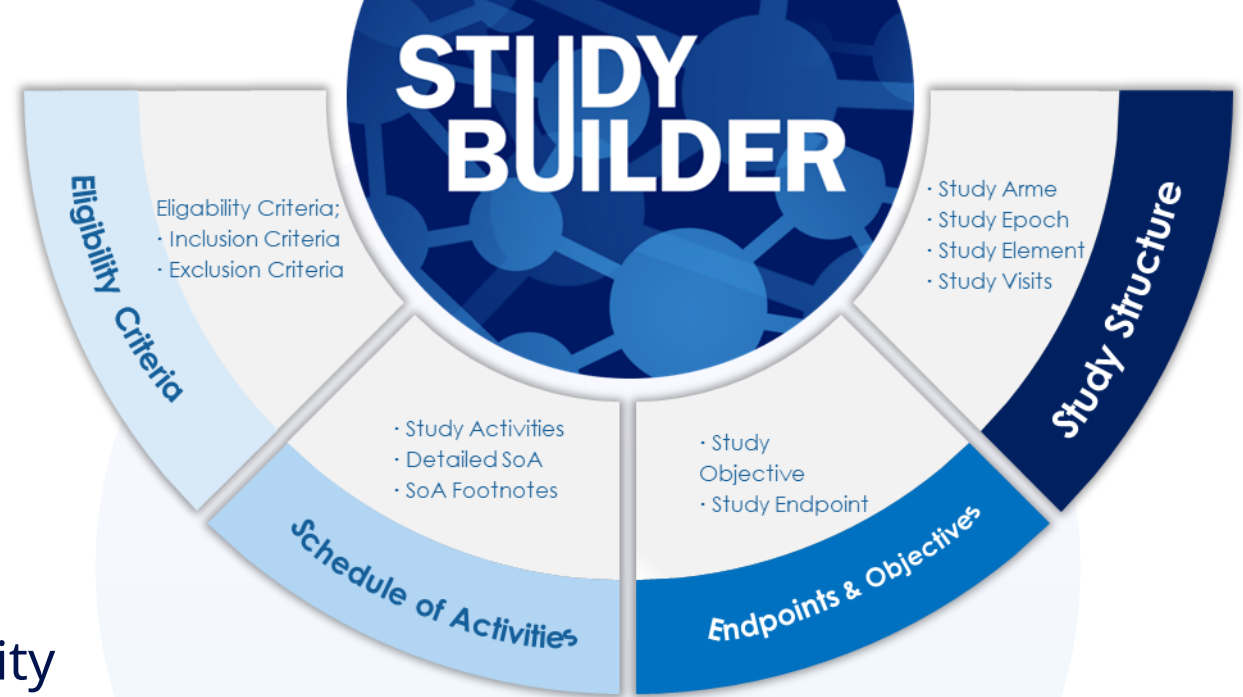 STUDY
BUILDER
Eligibility Criteria
Eligability Criteria;
· Inclusion Criteria
· Exclusion Criteria
Schedule of Activities
· Study Activities
· Detailed SoA
· SoA Footnotes
Endpoints & Objectives
· Study
Objective
· Study Endpoint
Study Structure
· Study Arme
· Study Epoch
· Study Element
· Study Visits
ity